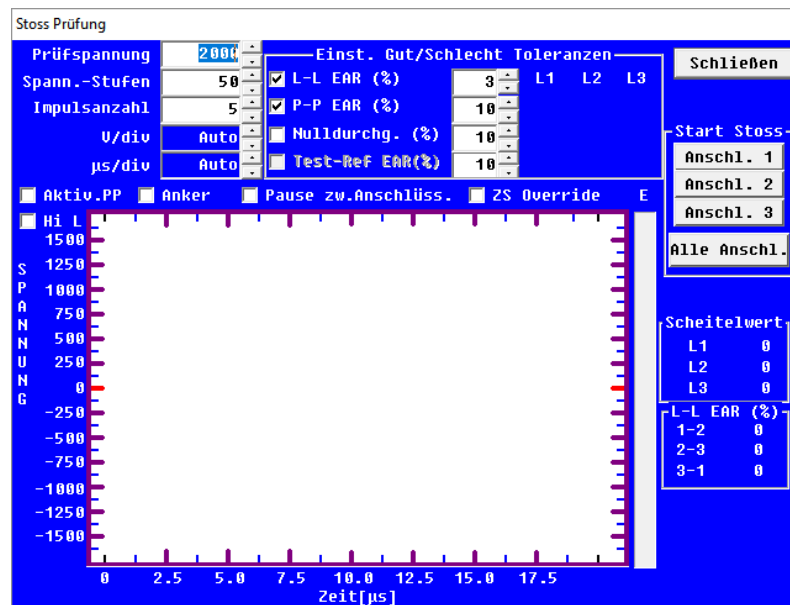 Stoss Prüfung
Prüfspannung 2000
Spann.-Stufen 50
Impulsanzahl 5
V/div Auto
µs/div Auto
Einst. Gut/Schlecht Toleranzen
L-L EAR (%) 3 L1 L2 L3
P-P EAR (%) 10
Nulldurchg. (%) 10
Test-Ref EAR(%) 10
Schließen
Start Stoss
Anschl. 1
Anschl. 2
Anschl. 3
Alle Anschl.
Aktiv.PP Anker Pause zw.Anschlüss. ZS Override E
Hi L
SPANNUNG
1500
1250
1000
750
500
250
0
-250
-500
-750
-1000
-1250
-1500
0 2.5 5.0 7.5 10.0 12.5 15.0 17.5
Zeit[µs]
Scheitelwert
L1 0
L2 0
L3 0
L-L EAR (%)
1-2 0
2-3 0
3-1 0